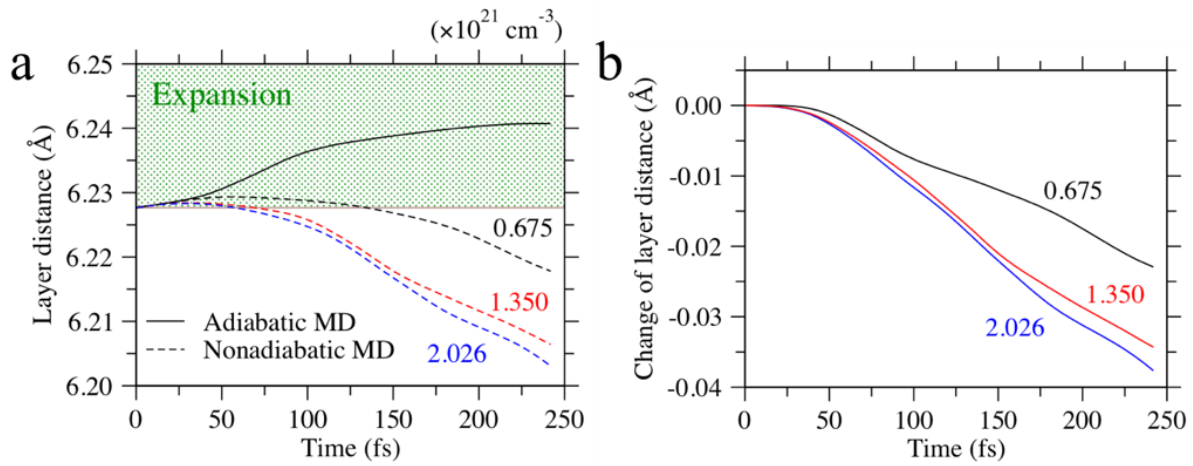 (×10²¹ cm⁻³)
a
Layer distance (Å)
6.25
6.24
6.23
6.22
6.21
6.20
Expansion
0.675
1.350
2.026
Adiabatic MD
Nonadiabatic MD
0 50 100 150 200 250
Time (fs)
b
Change of layer distance (Å)
0.00
-0.01
-0.02
-0.03
-0.04
0.675
1.350
2.026
0 50 100 150 200 250
Time (fs)